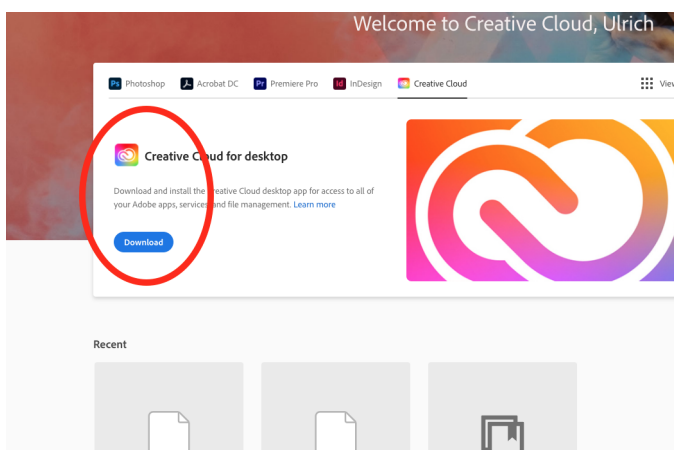 Welcome to Creative Cloud, Ulrich
Ps Photoshop Acrobat DC Pr Premiere Pro Id InDesign Creative Cloud
Creative Cloud for desktop
Download and install the Creative Cloud desktop app for access to all of
your Adobe apps, services and file management. Learn more
Download
Recent